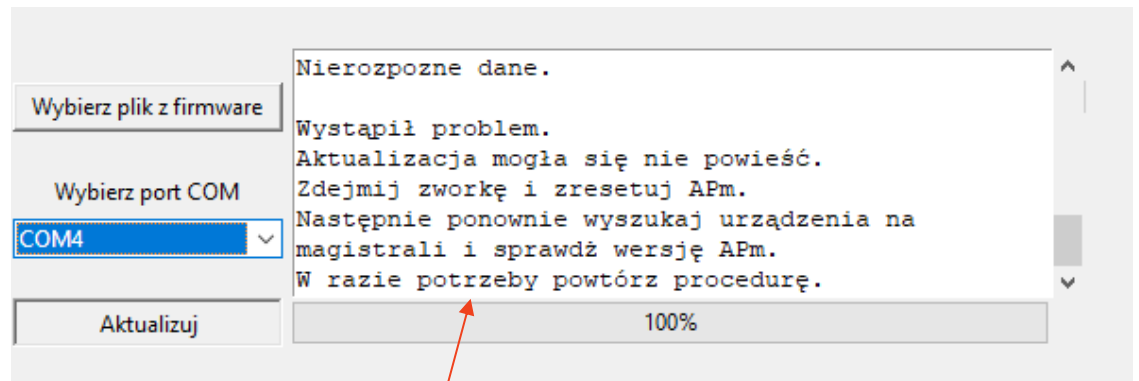 Nierozpozne dane.
Wybierz plik z firmware
Wystąpił problem.
Aktualizacja mogła się nie powieść.
Wybierz port COM
Zdejmij zworkę i zresetuj APm.
Następnie ponownie wyszukaj urządzenia na
COM4
magistrali i sprawdź wersję APm.
W razie potrzeby powtórz procedurę.
Aktualizuj
100%